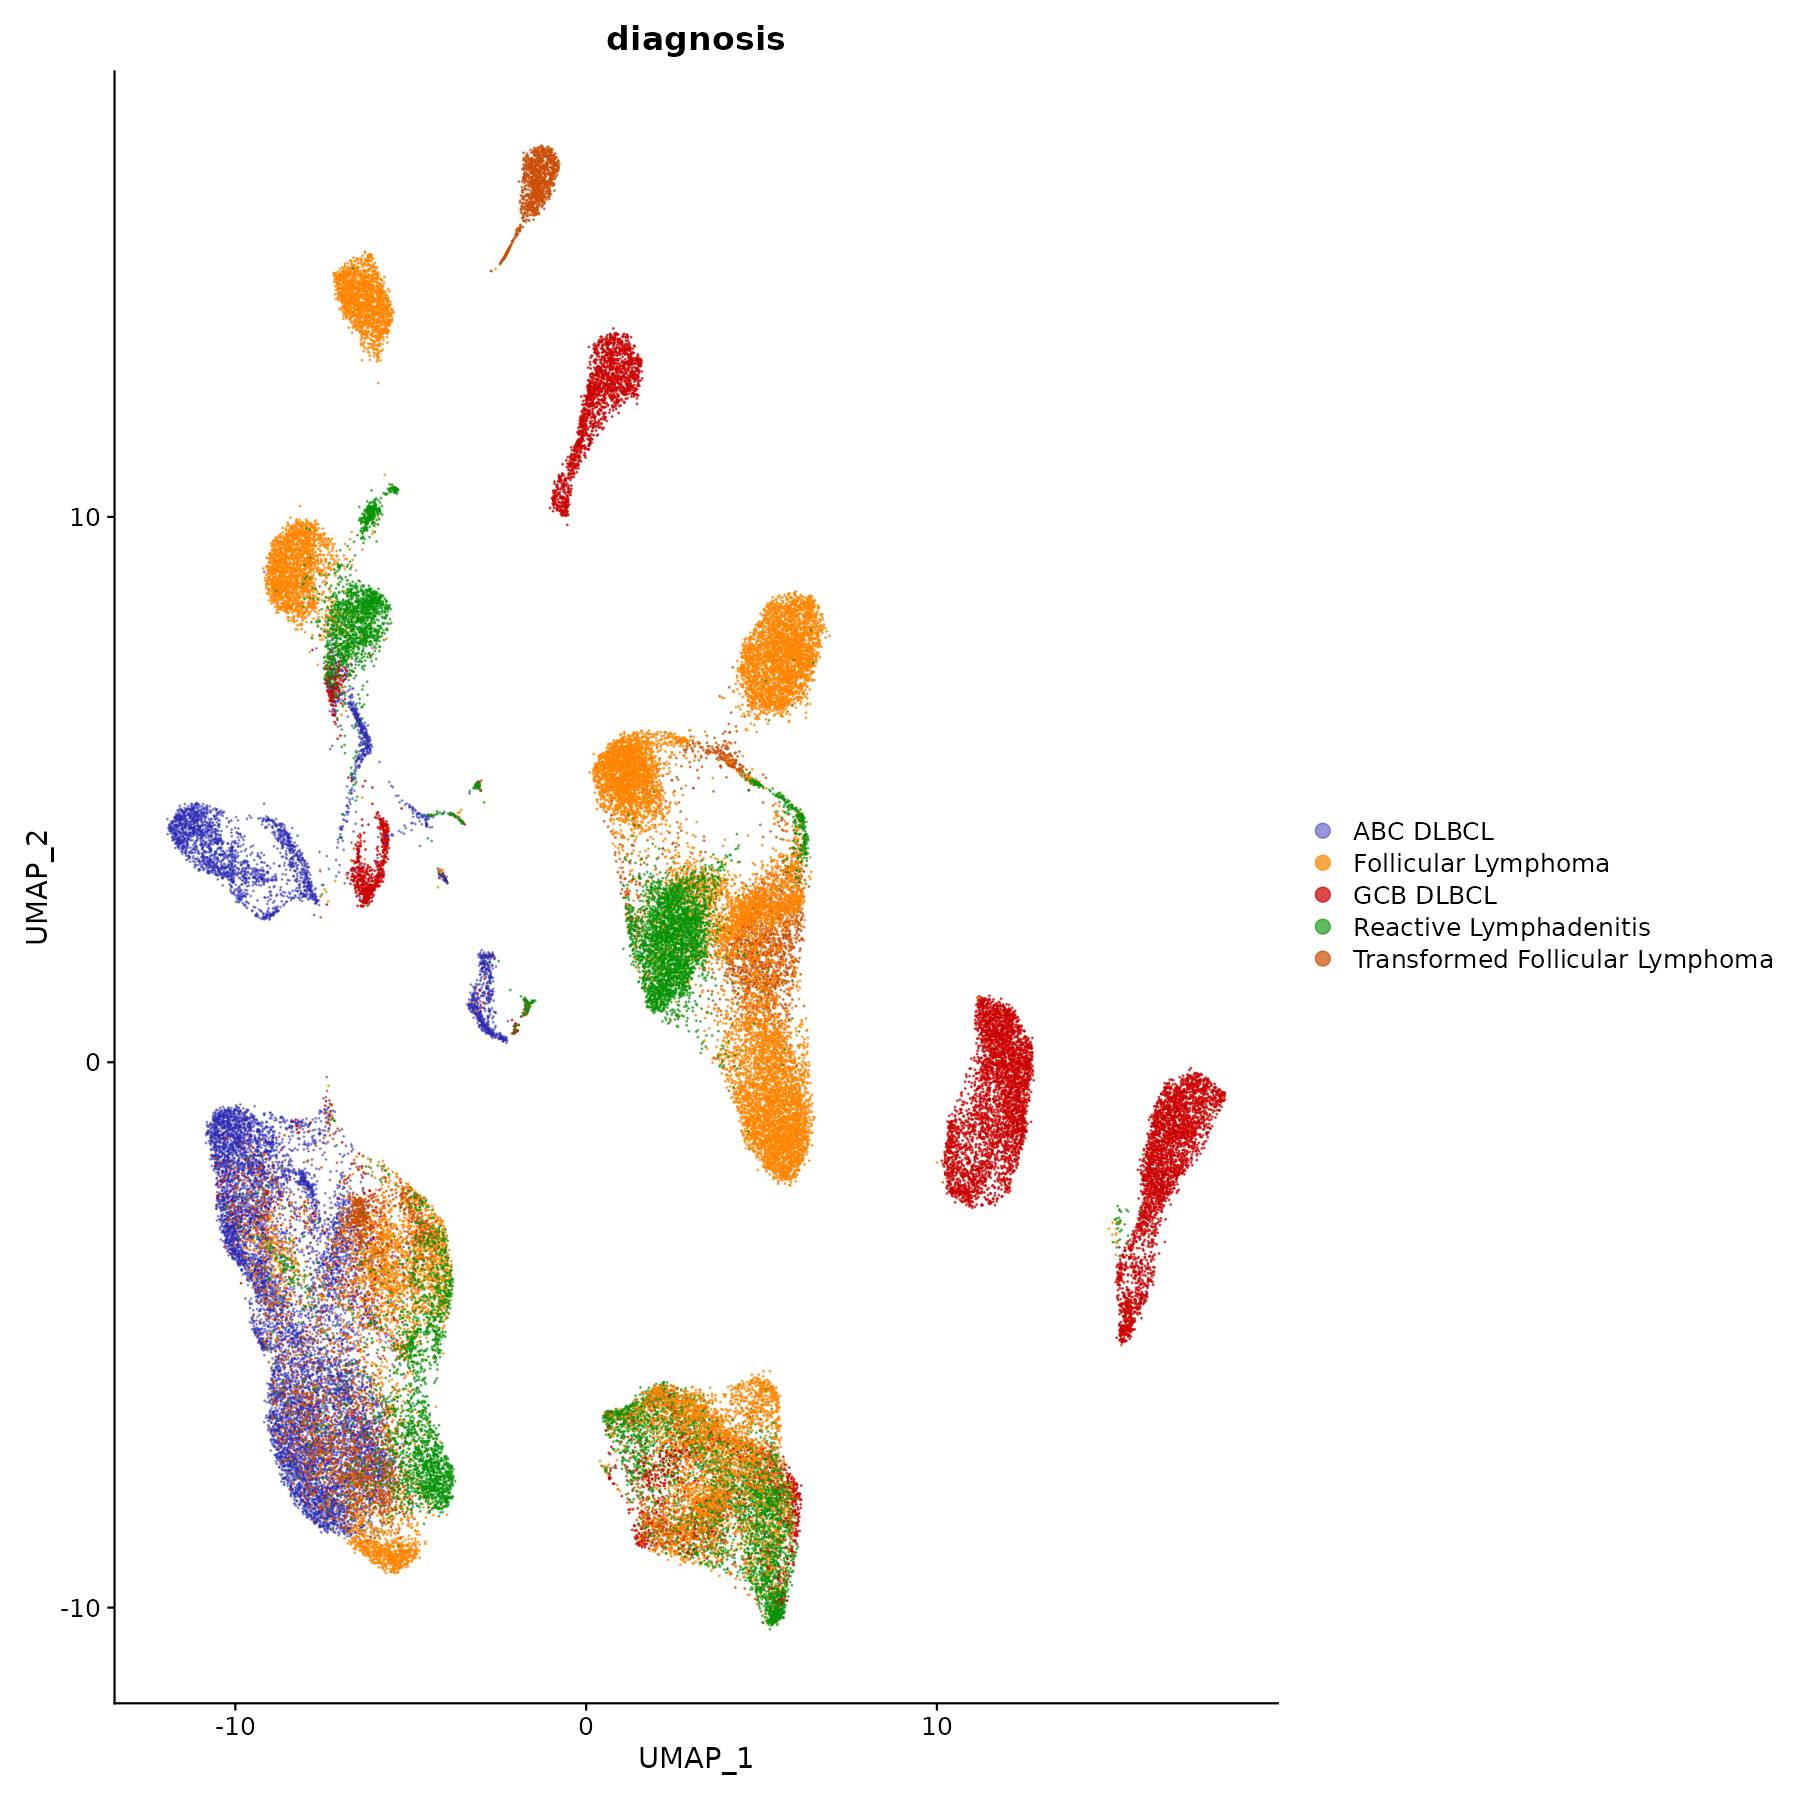 diagnosis
10
0
-10
UMAP_2
-10
0
10
UMAP_1
ABC DLBCL
Follicular Lymphoma
GCB DLBCL
Reactive Lymphadenitis
Transformed Follicular Lymphoma